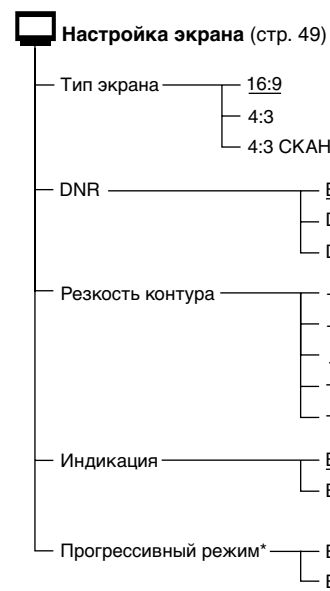 Настройка экрана (стр. 49)
Тип экрана
16:9
4:3
4:3 СКАН
DNR
Резкость контура
Индикация
Прогрессивный режим*